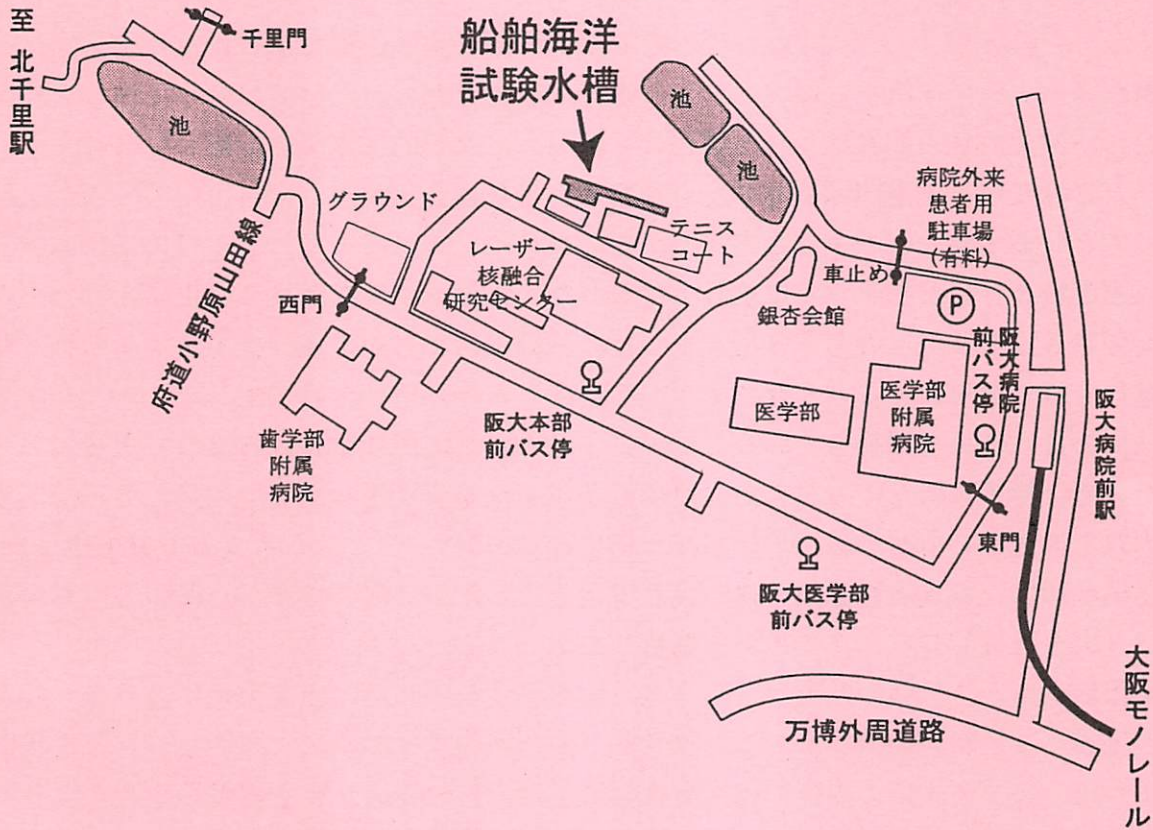 至 北千里駅
千里門
船舶海洋
試験水槽
池
池
池
グラウンド
府道小野原山田線
西門
レーザー
核融合
研究センター
テニス
コート
病院外来
患者用
駐車場
(有料)
車止め
銀杏会館
P
阪大病院
前バス停
歯学部
附属
病院
阪大本部
前バス停
医学部
医学部
附属
病院
阪大病院前駅
東門
阪大医学部
前バス停
万博外周道路
大阪モノレール